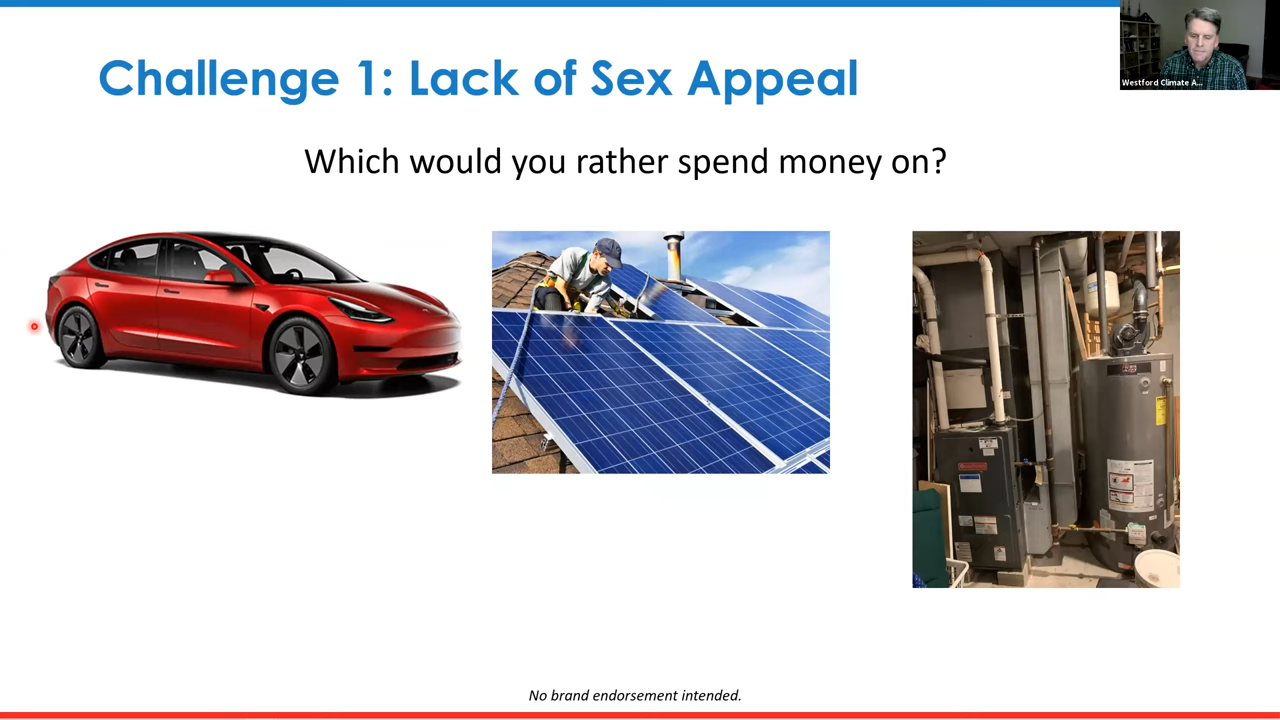 Challenge 1: Lack of Sex Appeal
Westford Climate A...
Which would you rather spend money on?
No brand endorsement intended.